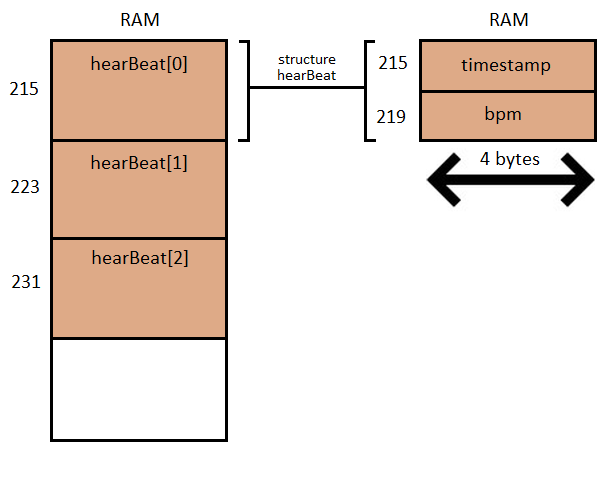 RAM
RAM
hearBeat[0]
structure
hearBeat
215
timestamp
215
219
bpm
4 bytes
hearBeat[1]
223
hearBeat[2]
231